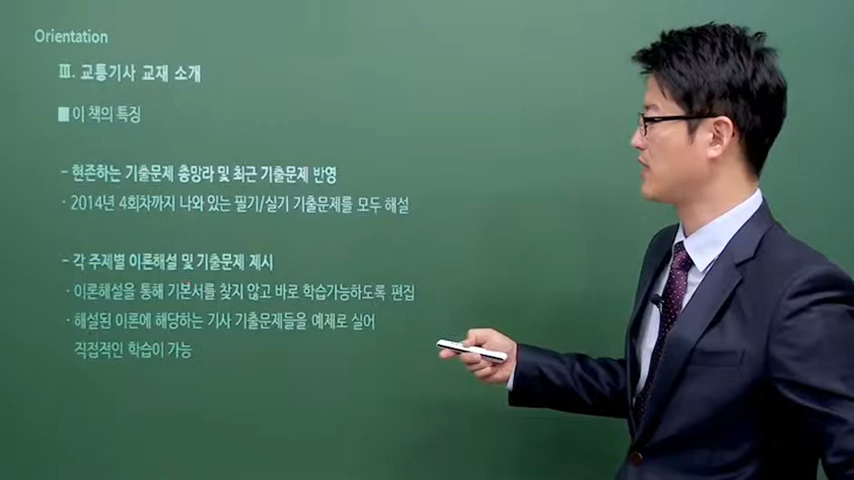 Orientation
Ⅲ. 교통기사 교재 소개
■이 책의 특징
- 현존하는 기출문제 총망라 및 최근 기출문제 반영
· 2014년 4회차까지 나와 있는 필기/실기 기출문제를 모두 해설
- 각 주제별 이론해설 및 기출문제 제시
· 이론해설을 통해 기본서를 찾지 않고 바로 학습가능하도록 편집
· 해설된 이론에 해당하는 기사 기출문제들을 예제로 실어
직접적인 학습이 가능